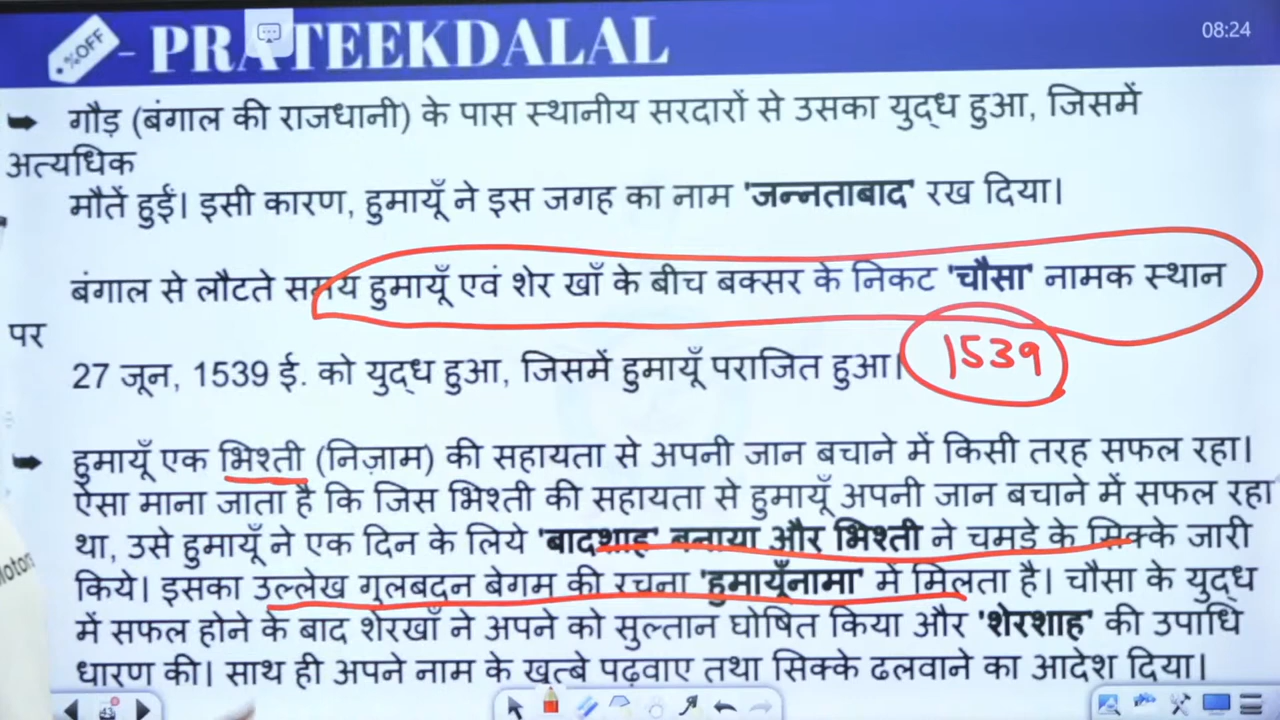 %OFF - PRATEEKDALAL
08:24
➡ गौड़ (बंगाल की राजधानी) के पास स्थानीय सरदारों से उसका युद्ध हुआ, जिसमें
अत्यधिक
मौतें हुईं। इसी कारण, हुमायूँ ने इस जगह का नाम 'जन्नताबाद' रख दिया।
बंगाल से लौटते समय हुमायूँ एवं शेर खाँ के बीच बक्सर के निकट 'चौसा' नामक स्थान
पर
27 जून, 1539 ई. को युद्ध हुआ, जिसमें हुमायूँ पराजित हुआ। 1539
➡ हुमायूँ एक भिश्ती (निज़ाम) की सहायता से अपनी जान बचाने में किसी तरह सफल रहा।
ऐसा माना जाता है कि जिस भिश्ती की सहायता से हुमायूँ अपनी जान बचाने में सफल रहा
था, उसे हुमायूँ ने एक दिन के लिये 'बादशाह' बनाया और भिश्ती ने चमड़े के सिक्के जारी
किये। इसका उल्लेख गुलबदन बेगम की रचना 'हुमायूँनामा' में मिलता है। चौसा के युद्ध
में सफल होने के बाद शेरखाँ ने अपने को सुल्तान घोषित किया और 'शेरशाह' की उपाधि
धारण की। साथ ही अपने नाम के खुत्बे पढ़वाए तथा सिक्के ढलवाने का आदेश दिया।
43